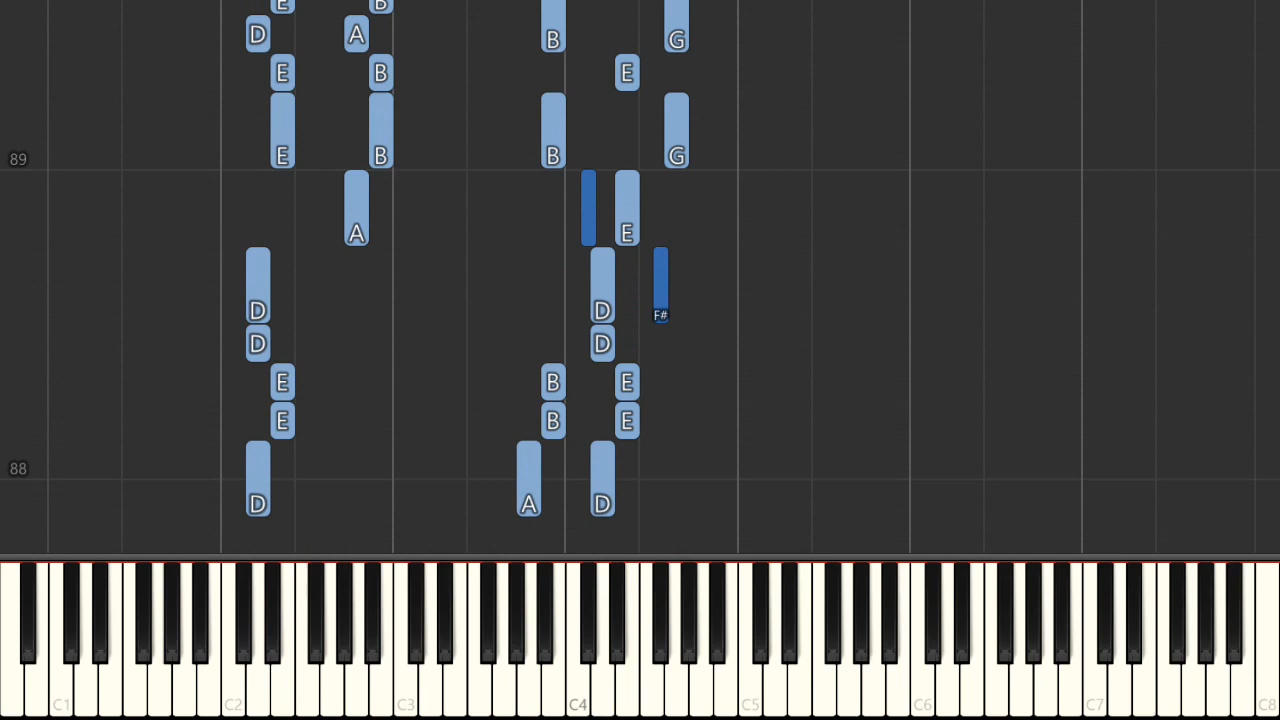 E B
D A B G
E B E
E B B G
89
A E
D D F#
D D
E B E
E B E
88
D A D
C1 C2 C3 C4 C5 C6 C7 C8